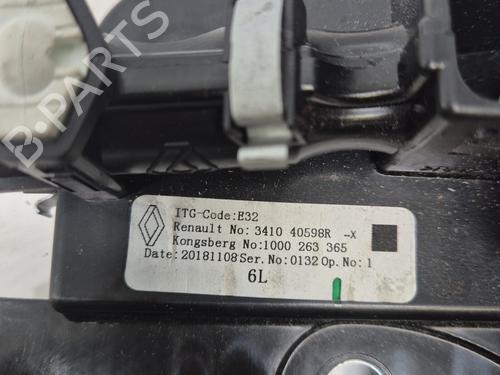 B-Parts
ITG-Code:E32
Renault No: 3410 40598R -X
Kongsberg No:1000 263 365
Date:20181108 Ser. No:0132 Op. No:1
6L